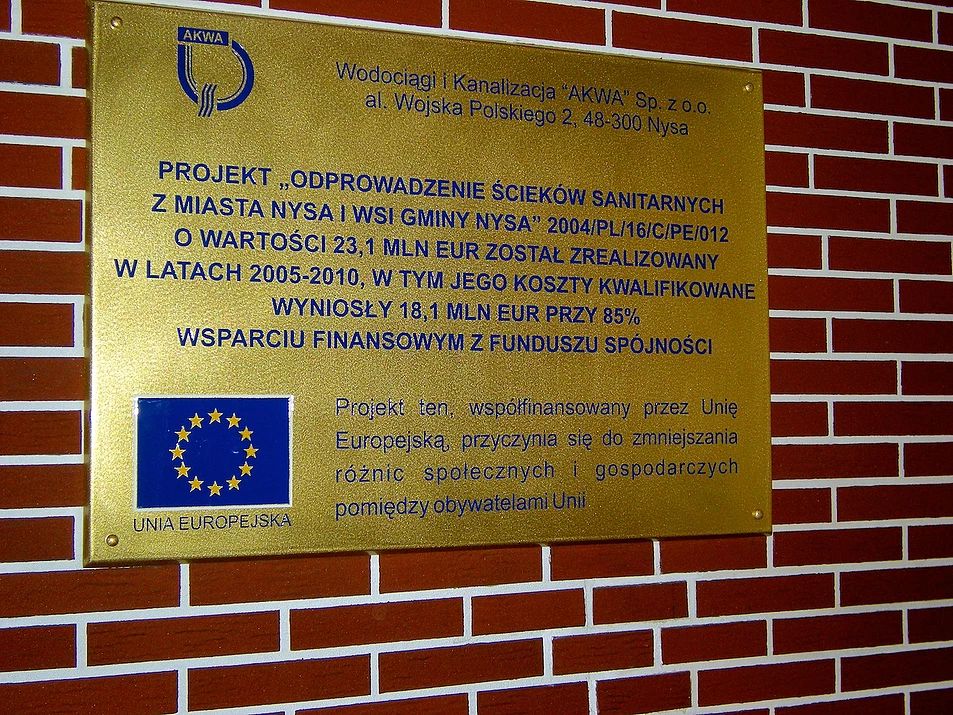 AKWA
Wodociągi i Kanalizacja "AKWA" Sp. z o.o.
al. Wojska Polskiego 2, 48-300 Nysa
PROJEKT „ODPROWADZENIE ŚCIEKÓW SANITARNYCH
Z MIASTA NYSA I WSI GMINY NYSA” 2004/PL/16/C/PE/012
O WARTOŚCI 23,1 MLN EUR ZOSTAŁ ZREALIZOWANY
W LATACH 2005-2010, W TYM JEGO KOSZTY KWALIFIKOWANE
WYNIOSŁY 18,1 MLN EUR PRZY 85%
WSPARCIU FINANSOWYM Z FUNDUSZU SPÓJNOŚCI
Projekt ten, współfinansowany przez Unię
Europejską, przyczynia się do zmniejszania
różnic społecznych i gospodarczych
pomiędzy obywatelami Unii
UNIA EUROPEJSKA